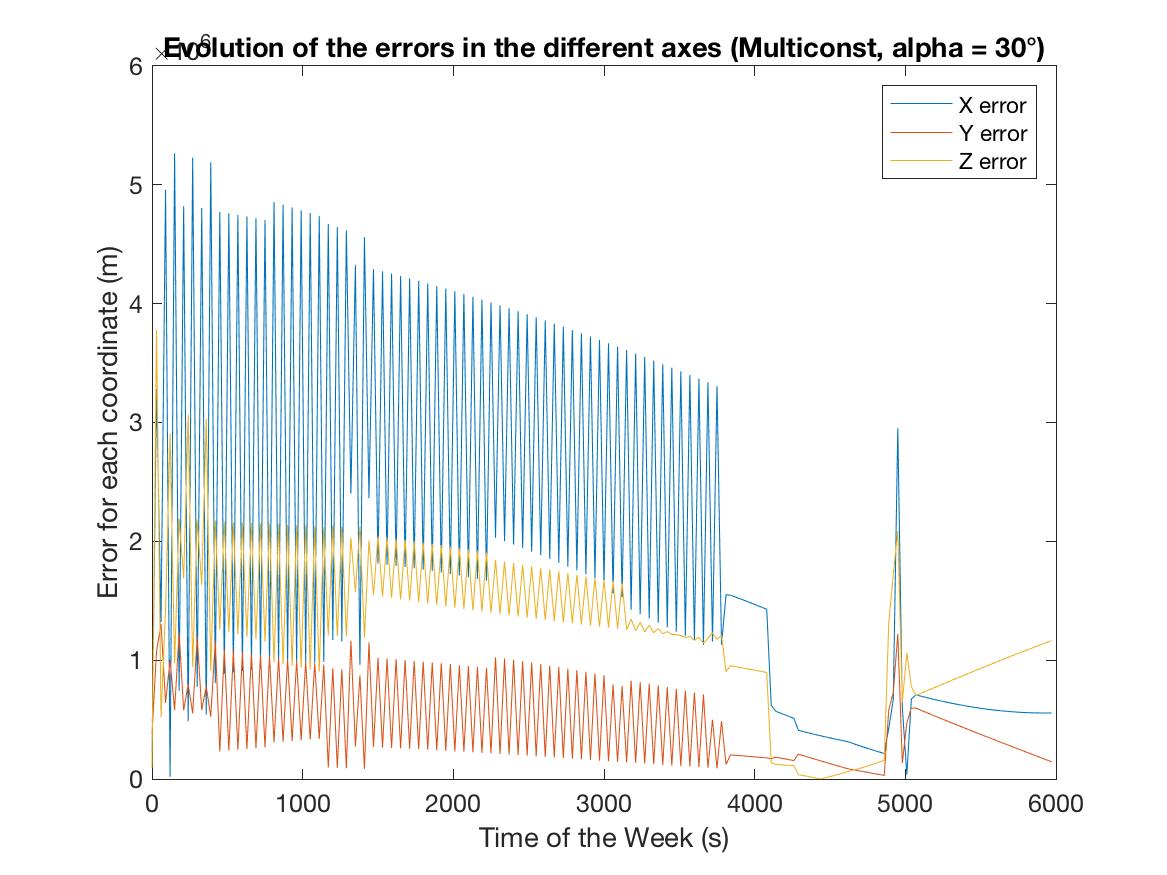 Evolution of the errors in the different axes (Multiconst, alpha = 30°)
×10^6
6
5
4
3
2
1
0
Error for each coordinate (m)
X error
Y error
Z error
0 1000 2000 3000 4000 5000 6000
Time of the Week (s)